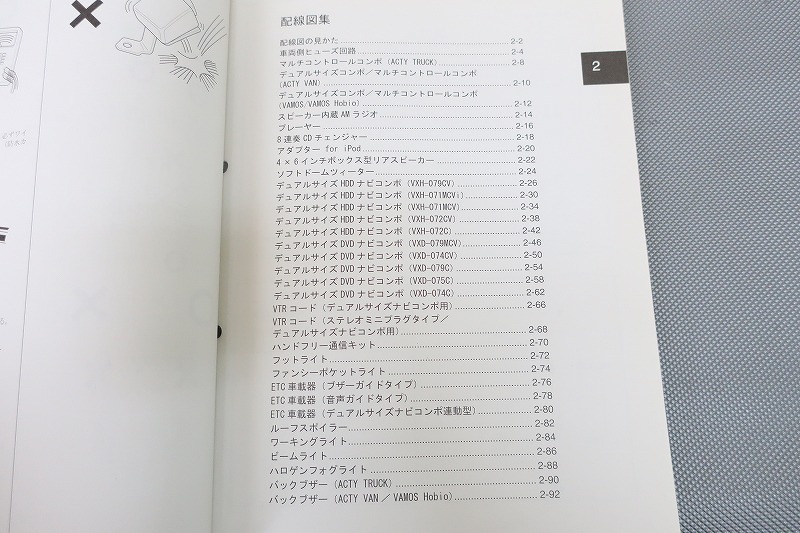 配線図集
配線図の見かた 2-2
車両側ヒューズ回路 2-4
マルチコントロールコンポ (ACTY TRUCK) 2-8
デュアルサイズコンポ／マルチコントロールコンポ
(ACTY VAN) 2-10
デュアルサイズコンポ／マルチコントロールコンポ
(VAMOS/VAMOS Hobio) 2-12
スピーカー内蔵 AM ラジオ 2-14
プレーヤー 2-16
8 連奏 CD チェンジャー 2-18
アダプター for iPod 2-20
4 × 6 インチボックス型リアスピーカー 2-22
ソフトドームツィーター 2-24
デュアルサイズ HDD ナビコンポ (VXH-079CV) 2-26
デュアルサイズ HDD ナビコンポ (VXH-071MCVi) 2-30
デュアルサイズ HDD ナビコンポ (VXH-071MCV) 2-34
デュアルサイズ HDD ナビコンポ (VXH-072CV) 2-38
デュアルサイズ HDD ナビコンポ (VXH-072C) 2-42
デュアルサイズ DVD ナビコンポ (VXD-079MCV) 2-46
デュアルサイズ DVD ナビコンポ (VXD-074CV) 2-50
デュアルサイズ DVD ナビコンポ (VXD-079C) 2-54
デュアルサイズ DVD ナビコンポ (VXD-075C) 2-58
デュアルサイズ DVD ナビコンポ (VXD-074C) 2-62
VTR コード (デュアルサイズナビコンポ用) 2-66
VTR コード (ステレオミニプラグタイプ／
デュアルサイズナビコンポ用) 2-68
ハンドフリー通信キット 2-70
フットライト 2-72
ファンシーポケットライト 2-74
ETC 車載器 (ブザーガイドタイプ) 2-76
ETC 車載器 (音声ガイドタイプ) 2-78
ETC 車載器 (デュアルサイズナビコンポ連動型) 2-80
ルーフスポイラー 2-82
ワーキングライト 2-84
ビームライト 2-86
ハロゲンフォグライト 2-88
バックブザー (ACTY TRUCK) 2-90
バックブザー (ACTY VAN ／ VAMOS Hobio) 2-92
2